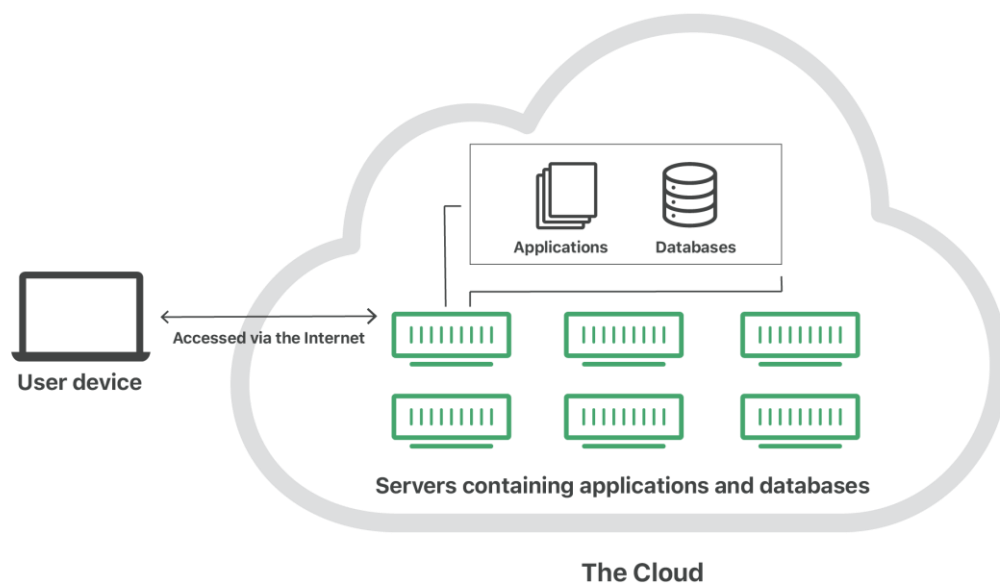 Applications
Databases
Accessed via the Internet
User device
Servers containing applications and databases
The Cloud